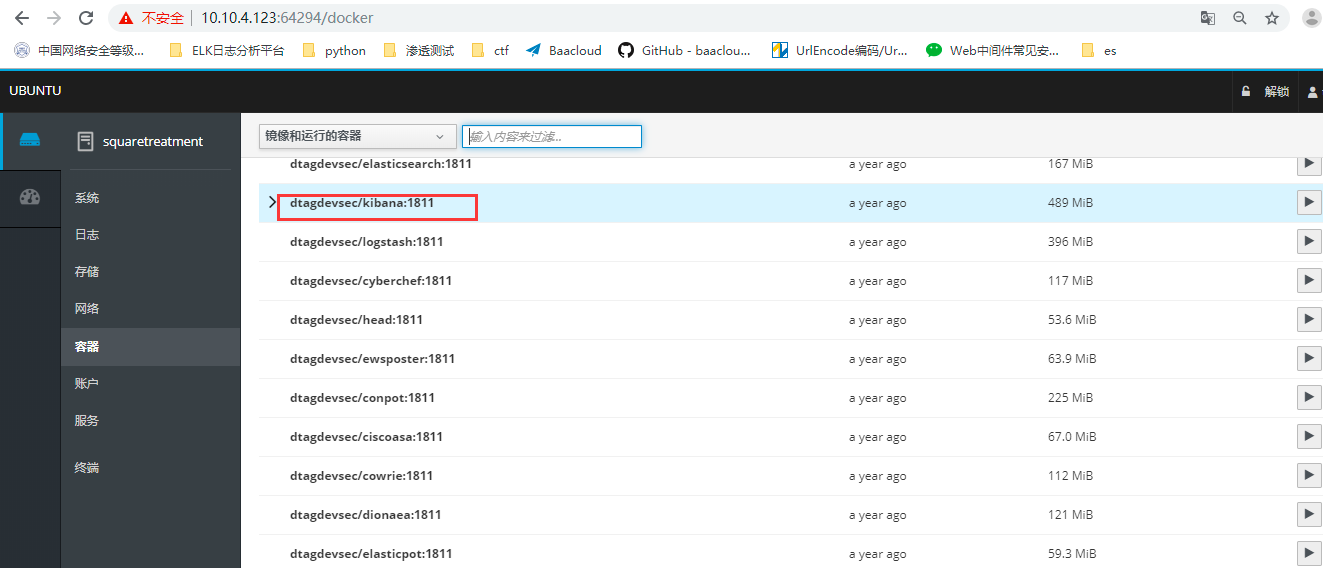 不安全 10.10.4.123:64294/docker
中国网络安全等级... ELK日志分析平台 python 渗透测试 ctf Baacloud GitHub - baaclou... UrlEncode编码/Ur... Web中间件常见安... es
UBUNTU 解锁
squaretreatment
系统
日志
存储
网络
容器
账户
服务
终端
镜像和运行的容器 输入内容来过滤...
dtagdevsec/elasticsearch:1811 a year ago 167 MiB
dtagdevsec/kibana:1811 a year ago 489 MiB
dtagdevsec/logstash:1811 a year ago 396 MiB
dtagdevsec/cyberchef:1811 a year ago 117 MiB
dtagdevsec/head:1811 a year ago 53.6 MiB
dtagdevsec/ewsposter:1811 a year ago 63.9 MiB
dtagdevsec/conpot:1811 a year ago 225 MiB
dtagdevsec/ciscoasa:1811 a year ago 67.0 MiB
dtagdevsec/cowrie:1811 a year ago 112 MiB
dtagdevsec/dionaea:1811 a year ago 121 MiB
dtagdevsec/elasticpot:1811 a year ago 59.3 MiB